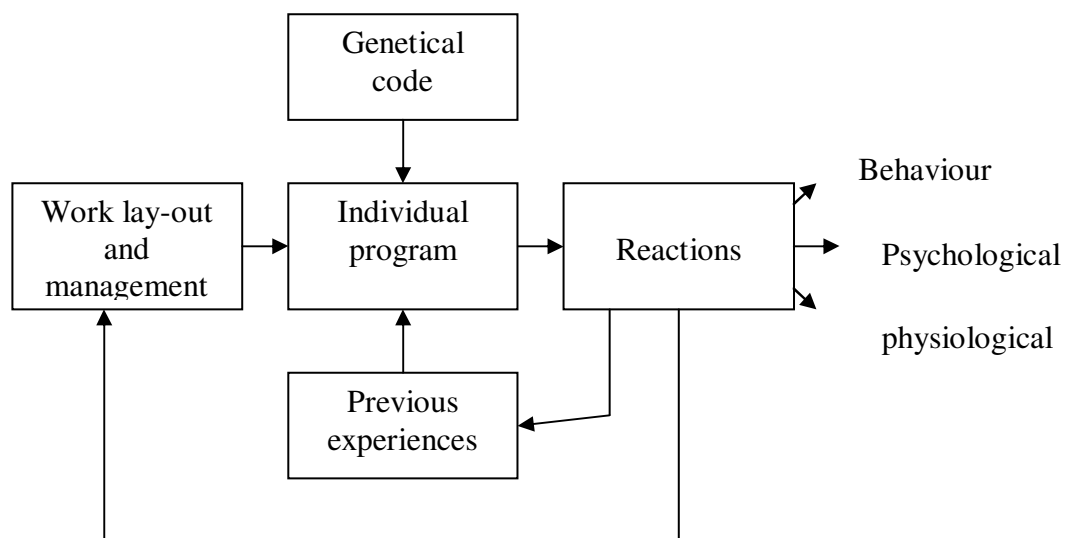 Genetical
code
Work lay-out
and
management
Individual
program
Reactions
Behaviour
Psychological
physiological
Previous
experiences